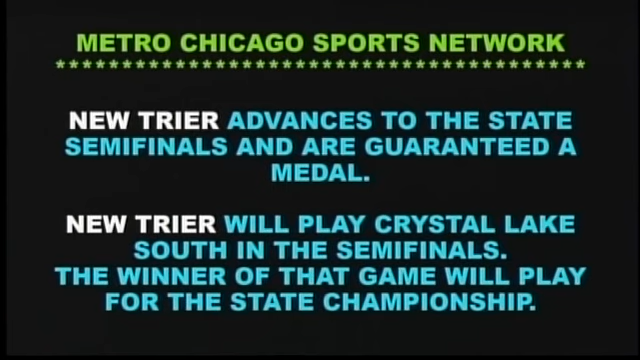 METRO CHICAGO SPORTS NETWORK
****************************************
NEW TRIER ADVANCES TO THE STATE
SEMIFINALS AND ARE GUARANTEED A
MEDAL.
NEW TRIER WILL PLAY CRYSTAL LAKE
SOUTH IN THE SEMIFINALS.
THE WINNER OF THAT GAME WILL PLAY
FOR THE STATE CHAMPIONSHIP.